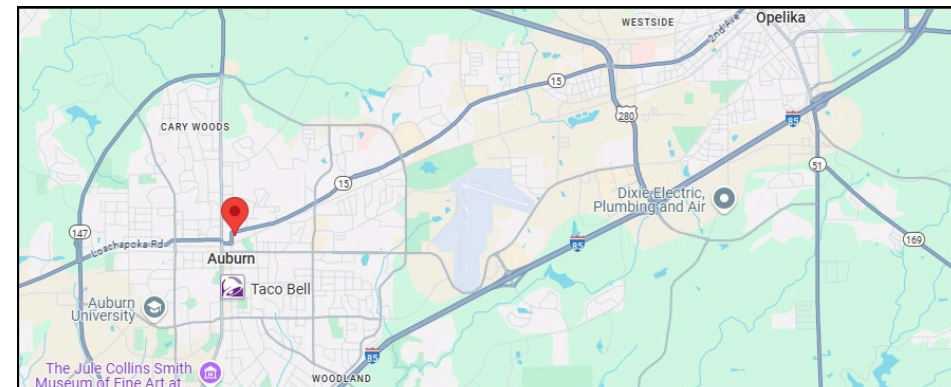 WESTSIDE
Opelika
2nd Ave
15
280
85
CARY WOODS
51
15
Dixie Electric,
Plumbing and Air
147
Loachapoka Rd
85
169
Auburn
Taco Bell
Auburn
University
85
The Jule Collins Smith
Museum of Fine Art at
WOODLAND